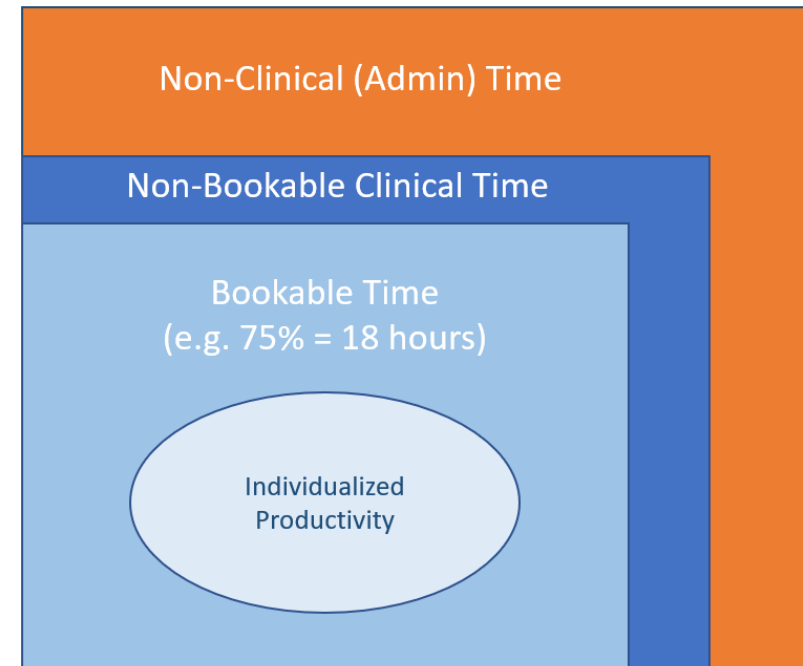 Non-Clinical (Admin) Time
Non-Bookable Clinical Time
Bookable Time
(e.g. 75% = 18 hours)
Individualized
Productivity